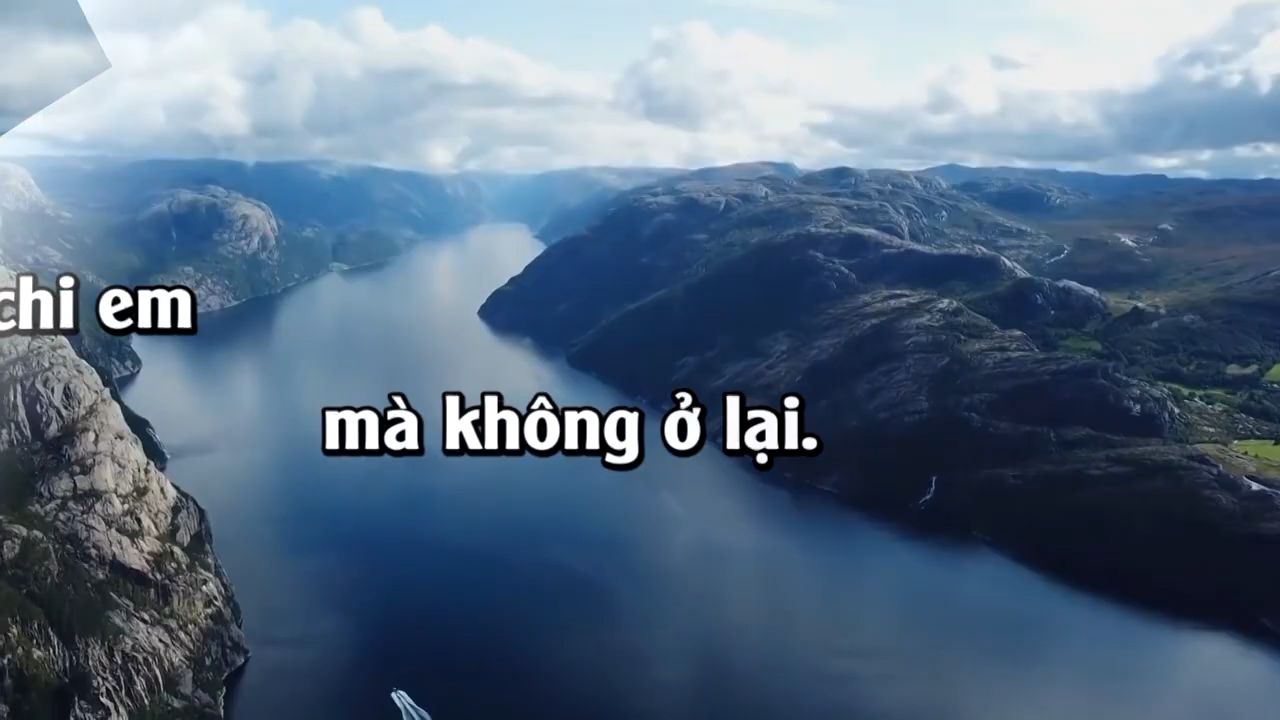 chi em
mà không ở lại.